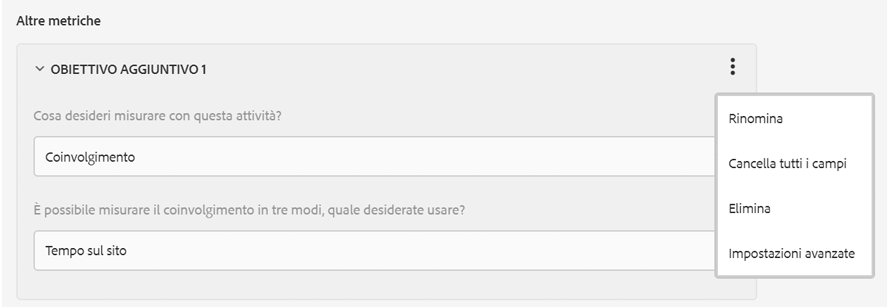 Altre metriche
OBIETTIVO AGGIUNTIVO 1
Cosa desideri misurare con questa attività?
Coinvolgimento
È possibile misurare il coinvolgimento in tre modi, quale desiderate usare?
Tempo sul sito
Rinomina
Cancella tutti i campi
Elimina
Impostazioni avanzate